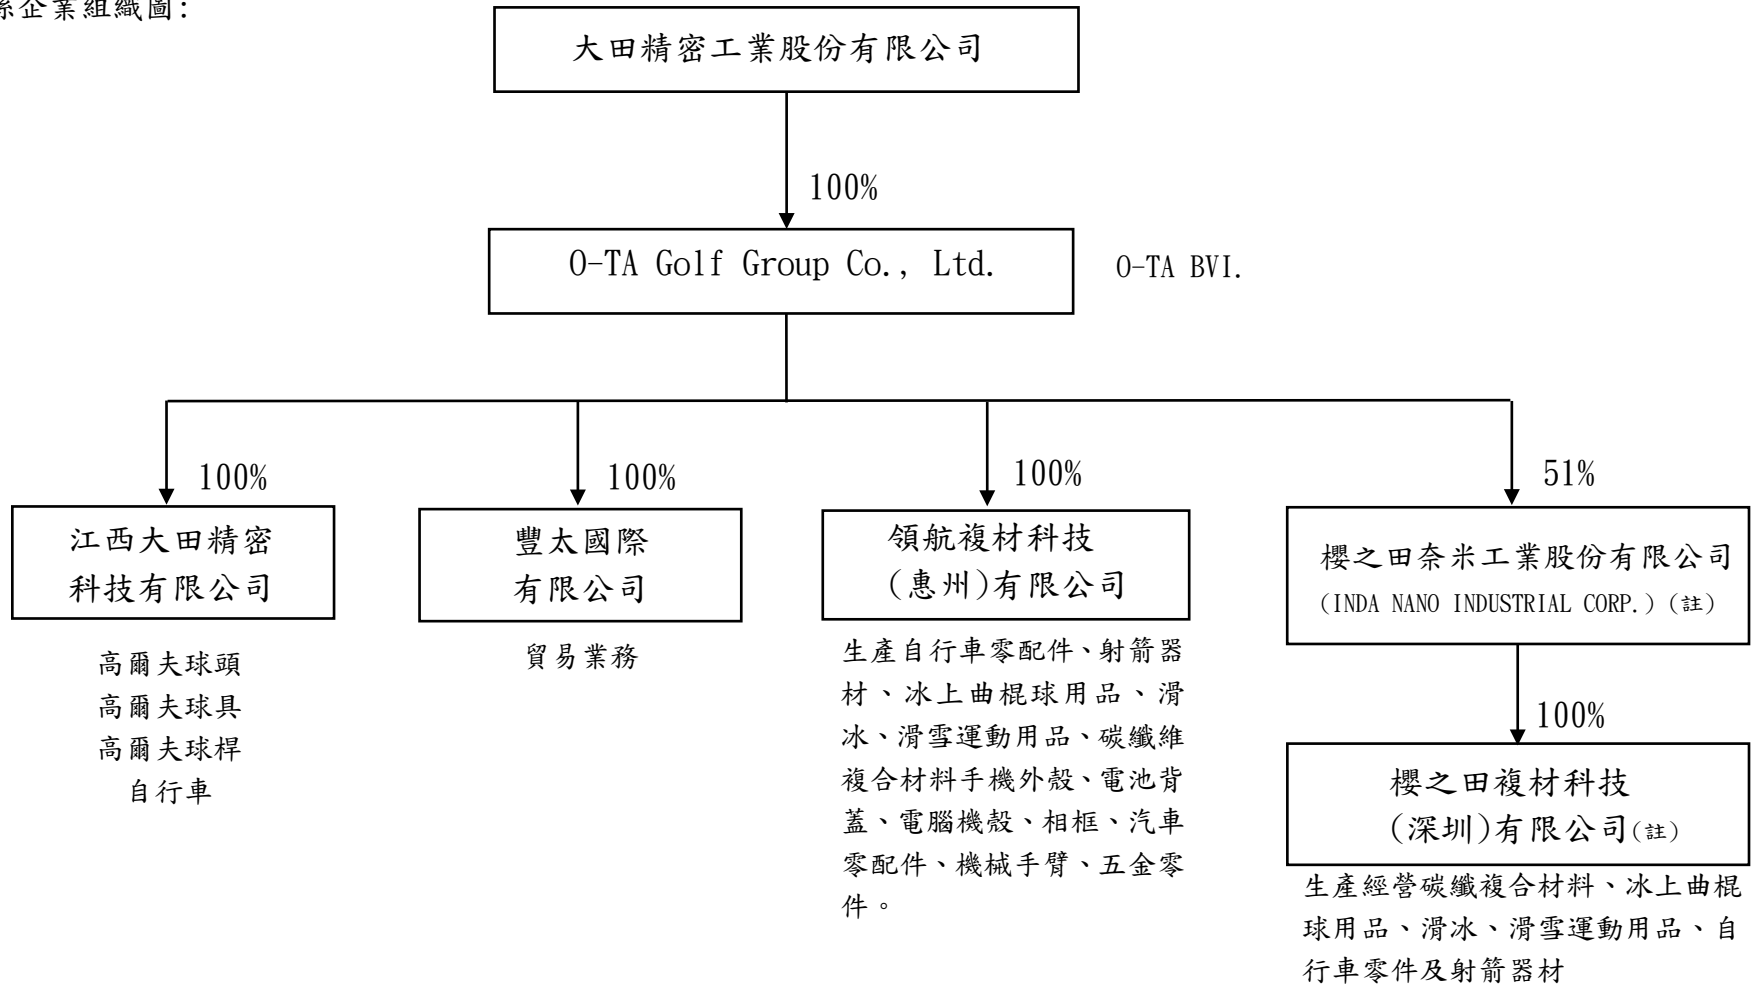 係企業組織圖:
大田精密工業股份有限公司
100%
O-TA Golf Group Co., Ltd.
O-TA BVI.
100%
江西大田精密
科技有限公司
高爾夫球頭
高爾夫球具
高爾夫球桿
自行車
100%
豐太國際
有限公司
貿易業務
100%
領航複材科技
(惠州)有限公司
生產自行車零配件、射箭器
材、冰上曲棍球用品、滑
冰、滑雪運動用品、碳纖維
複合材料手機外殼、電池背
蓋、電腦機殼、相框、汽車
零配件、機械手臂、五金零
件。
51%
櫻之田奈米工業股份有限公司
(INDA NANO INDUSTRIAL CORP.)(註)
100%
櫻之田複材科技
(深圳)有限公司(註)
生產經營碳纖複合材料、冰上曲棍
球用品、滑冰、滑雪運動用品、自
行車零件及射箭器材